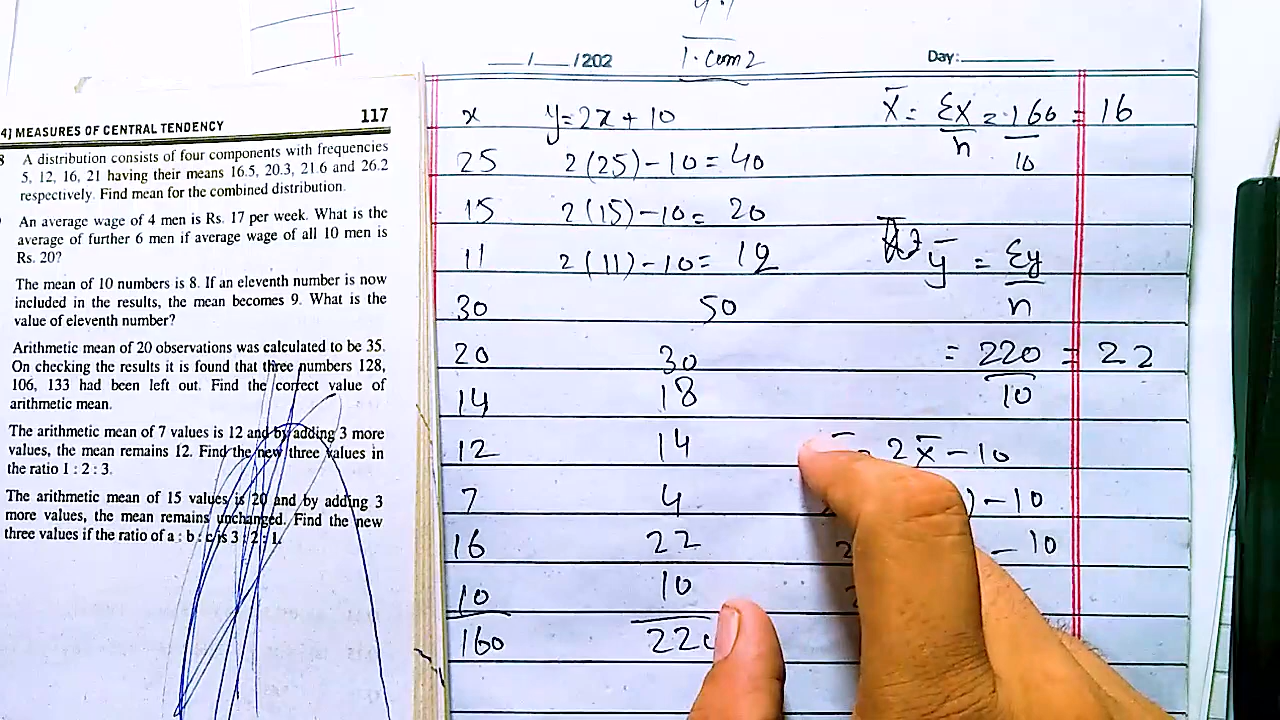 117
4] MEASURES OF CENTRAL TENDENCY
A distribution consists of four components with frequencies
5, 12, 16, 21 having their means 16.5, 20.3, 21.6 and 26.2
respectively. Find mean for the combined distribution.
An average wage of 4 men is Rs. 17 per week. What is the
average of further 6 men if average wage of all 10 men is
Rs. 20?
The mean of 10 numbers is 8. If an eleventh number is now
included in the results, the mean becomes 9. What is the
value of eleventh number?
Arithmetic mean of 20 observations was calculated to be 35.
On checking the results it is found that three numbers 128,
106, 133 had been left out. Find the correct value of
arithmetic mean.
The arithmetic mean of 7 values is 12 and by adding 3 more
values, the mean remains 12. Find the new three values in
the ratio 1 : 2 : 3.
The arithmetic mean of 15 values is 20 and by adding 3
more values, the mean remains unchanged. Find the new
three values if the ratio of a : b : c is 3 : 2 : 1.
__/__/202 1.com2 Day:
x y=2x+10 x̄ = Σx/n = 160/10 = 16
25 2(25)-10=40
15 2(15)-10=20
11 2(11)-10=12 ȳ = Σy/n
30 50
20 30 = 220/10 = 22
14 18
12 14 2x̄-10
7 4 )-10
16 22 2 -10
10 10
160 220